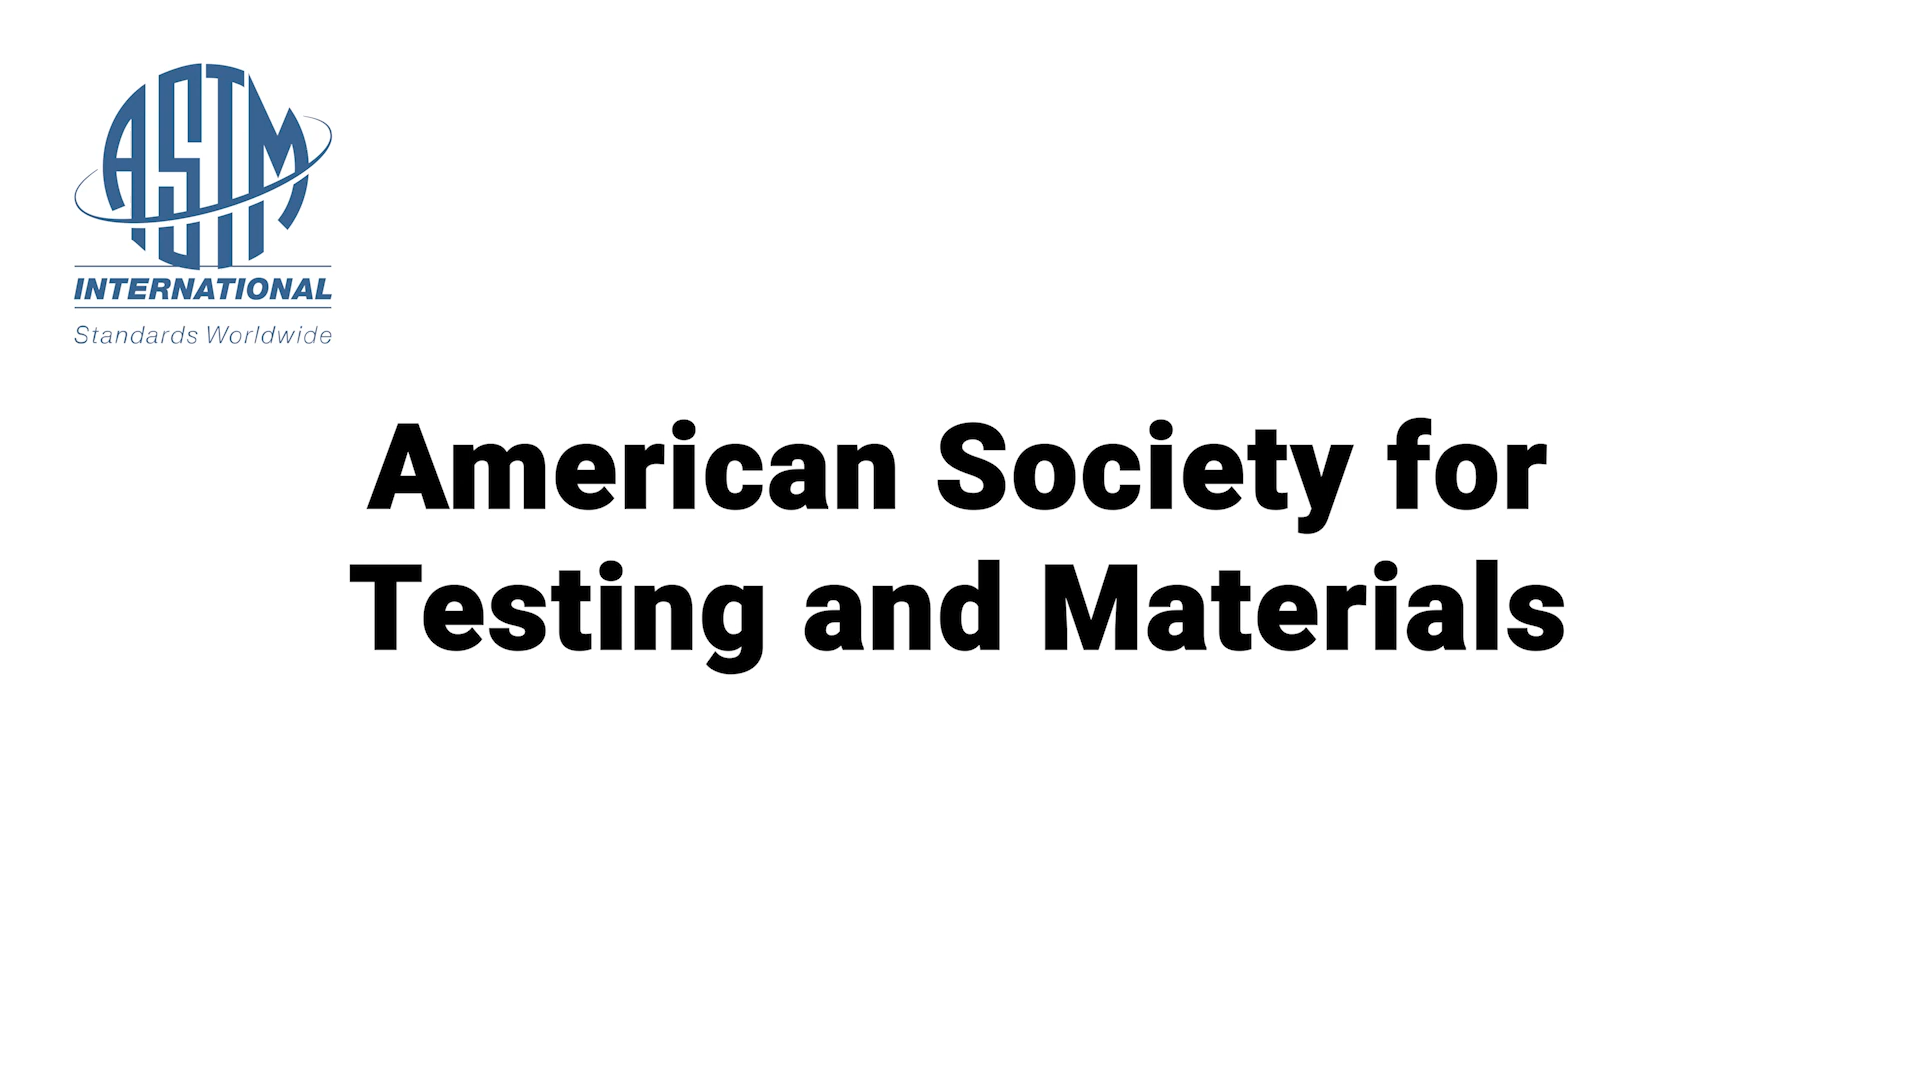 ASTM
INTERNATIONAL
Standards Worldwide
American Society for
Testing and Materials